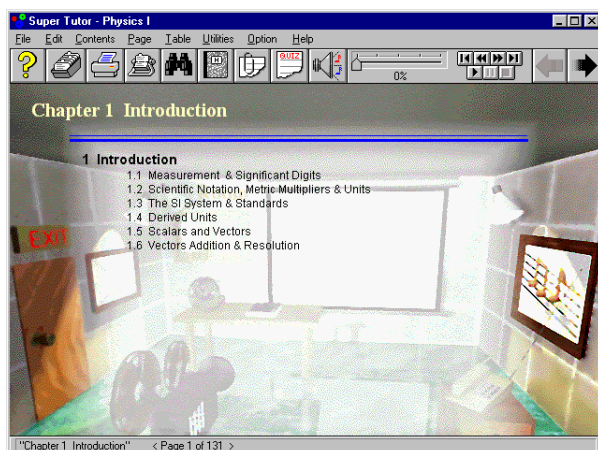 Super Tutor - Physics I
File Edit Contents Page Table Utilities Option Help
QUIZ
0%
Chapter 1 Introduction
1 Introduction
1.1 Measurement & Significant Digits
1.2 Scientific Notation, Metric Multipliers & Units
1.3 The SI System & Standards
1.4 Derived Units
1.5 Scalars and Vectors
1.6 Vectors Addition & Resolution
EXIT
"Chapter 1 Introduction" < Page 1 of 131 >